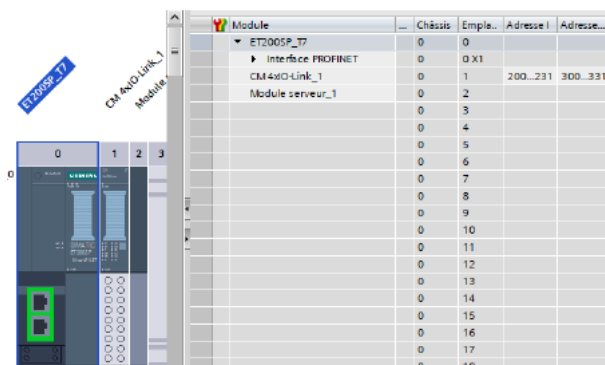 ET200SP_T7
CM 4xIO-Link_1
Module
0 1 2 3
SIEMENS
SIMATIC
ET200SP
Module Châssis Empla.. Adresse I Adresse...
ET200SP_T7 0 0
Interface PROFINET 0 0 X1
CM 4xIO-Link_1 0 1 200...231 300...331
Module serveur_1 0 2
0 3
0 4
0 5
0 6
0 7
0 8
0 9
0 10
0 11
0 12
0 13
0 14
0 15
0 16
0 17